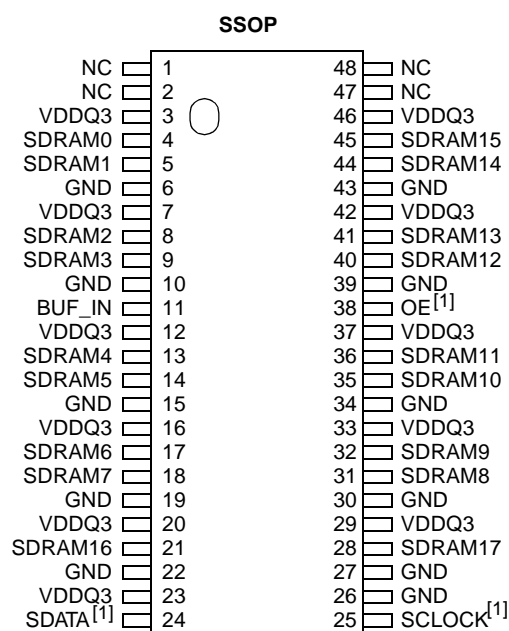 SSOP
NC 1 48 NC
NC 2 47 NC
VDDQ3 3 46 VDDQ3
SDRAM0 4 45 SDRAM15
SDRAM1 5 44 SDRAM14
GND 6 43 GND
VDDQ3 7 42 VDDQ3
SDRAM2 8 41 SDRAM13
SDRAM3 9 40 SDRAM12
GND 10 39 GND
BUF_IN 11 38 OE[1]
VDDQ3 12 37 VDDQ3
SDRAM4 13 36 SDRAM11
SDRAM5 14 35 SDRAM10
GND 15 34 GND
VDDQ3 16 33 VDDQ3
SDRAM6 17 32 SDRAM9
SDRAM7 18 31 SDRAM8
GND 19 30 GND
VDDQ3 20 29 VDDQ3
SDRAM16 21 28 SDRAM17
GND 22 27 GND
VDDQ3 23 26 GND
SDATA[1] 24 25 SCLOCK[1]